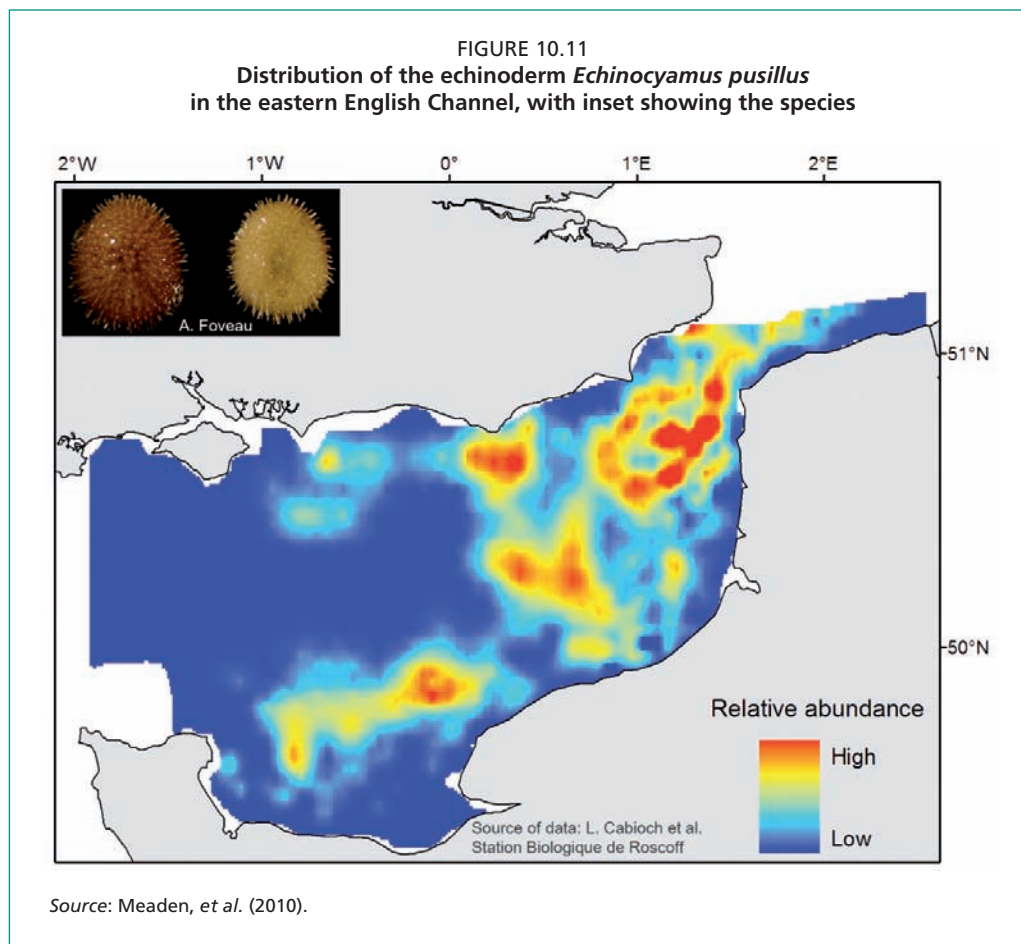 FIGURE 10.11
Distribution of the echinoderm Echinocyamus pusillus
in the eastern English Channel, with inset showing the species
2°W 1°W 0° 1°E 2°E
A. Foveau
51°N
50°N
Relative abundance
High
Low
Source of data: L. Cabioch et al.
Station Biologique de Roscoff
Source: Meaden, et al. (2010).